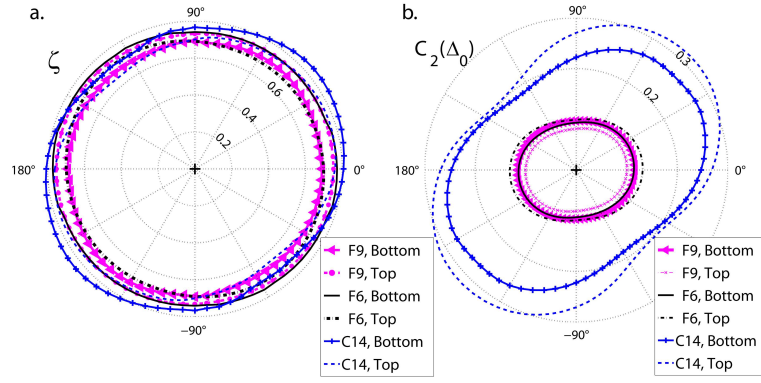 a.
ζ
90°
0.6
0.4
0.2
180°
0°
−90°
F9, Bottom
F9, Top
F6, Bottom
F6, Top
C14, Bottom
C14, Top
b.
C2(Δ0)
90°
0.3
0.2
180°
0°
−90°
F9, Bottom
F9, Top
F6, Bottom
F6, Top
C14, Bottom
C14, Top